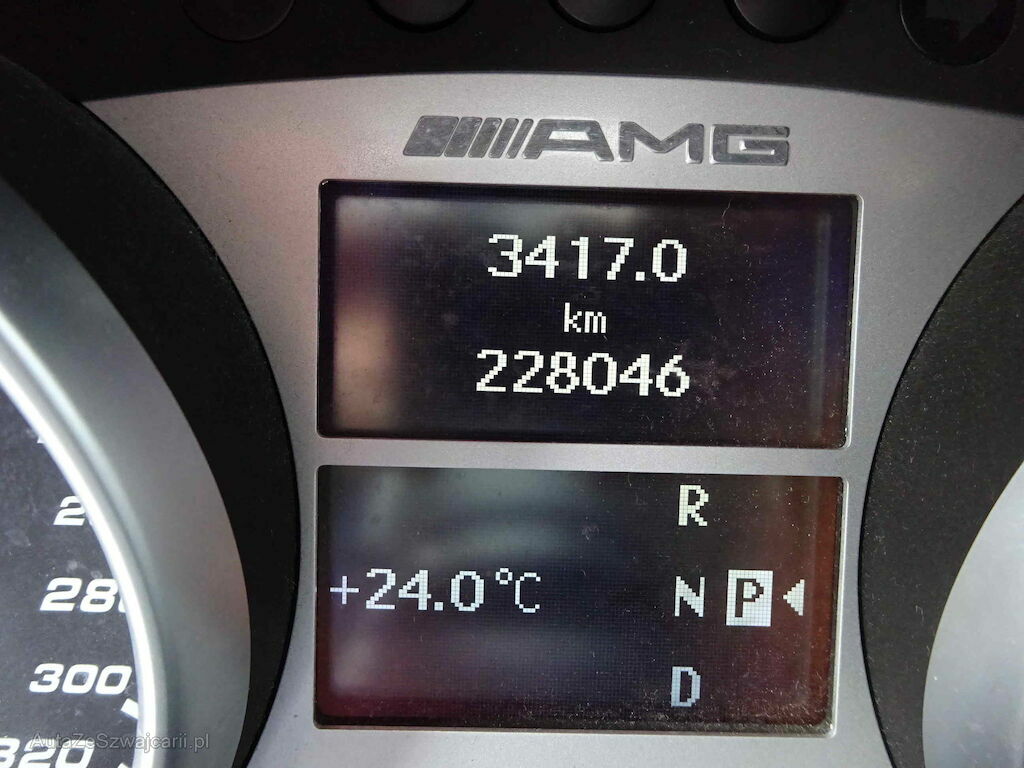 AMG
3417.0
km
228046
R
+24.0°C
N P
D
280
300
320
AutaZeSzwajcarii.pl